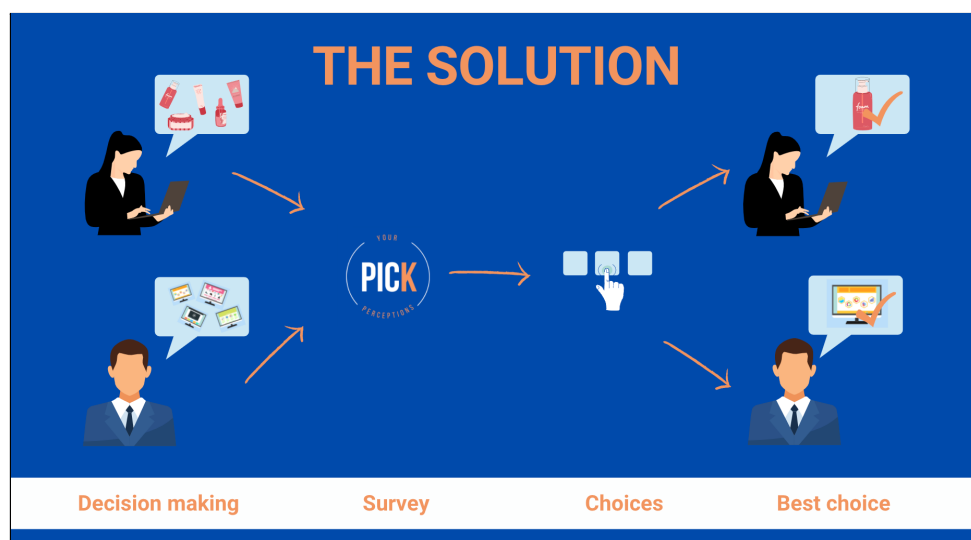 THE SOLUTION
YOUR
PICK
PERCEPTIONS
Decision making
Survey
Choices
Best choice